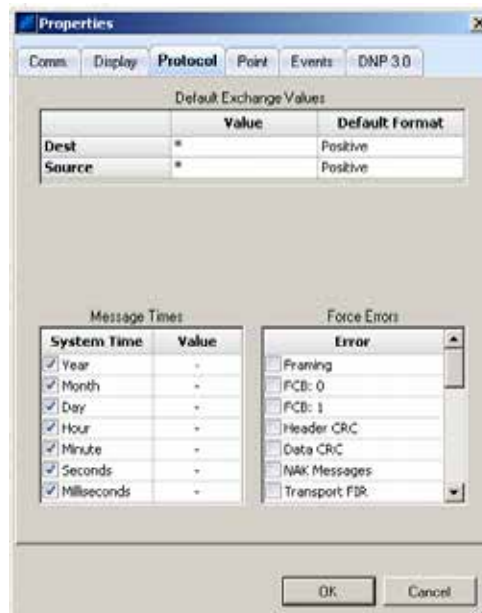 Properties
Comm Display Protocol Point Events DNP 3.0
Default Exchange Values
Value Default Format
Dest * Positive
Source * Positive
Message Times
System Time Value
Year -
Month -
Day -
Hour -
Minute -
Seconds -
Milliseconds -
Force Errors
Error
Framing
FCB: 0
FCB: 1
Header CRC
Data CRC
NAK Messages
Transport FIR
OK Cancel